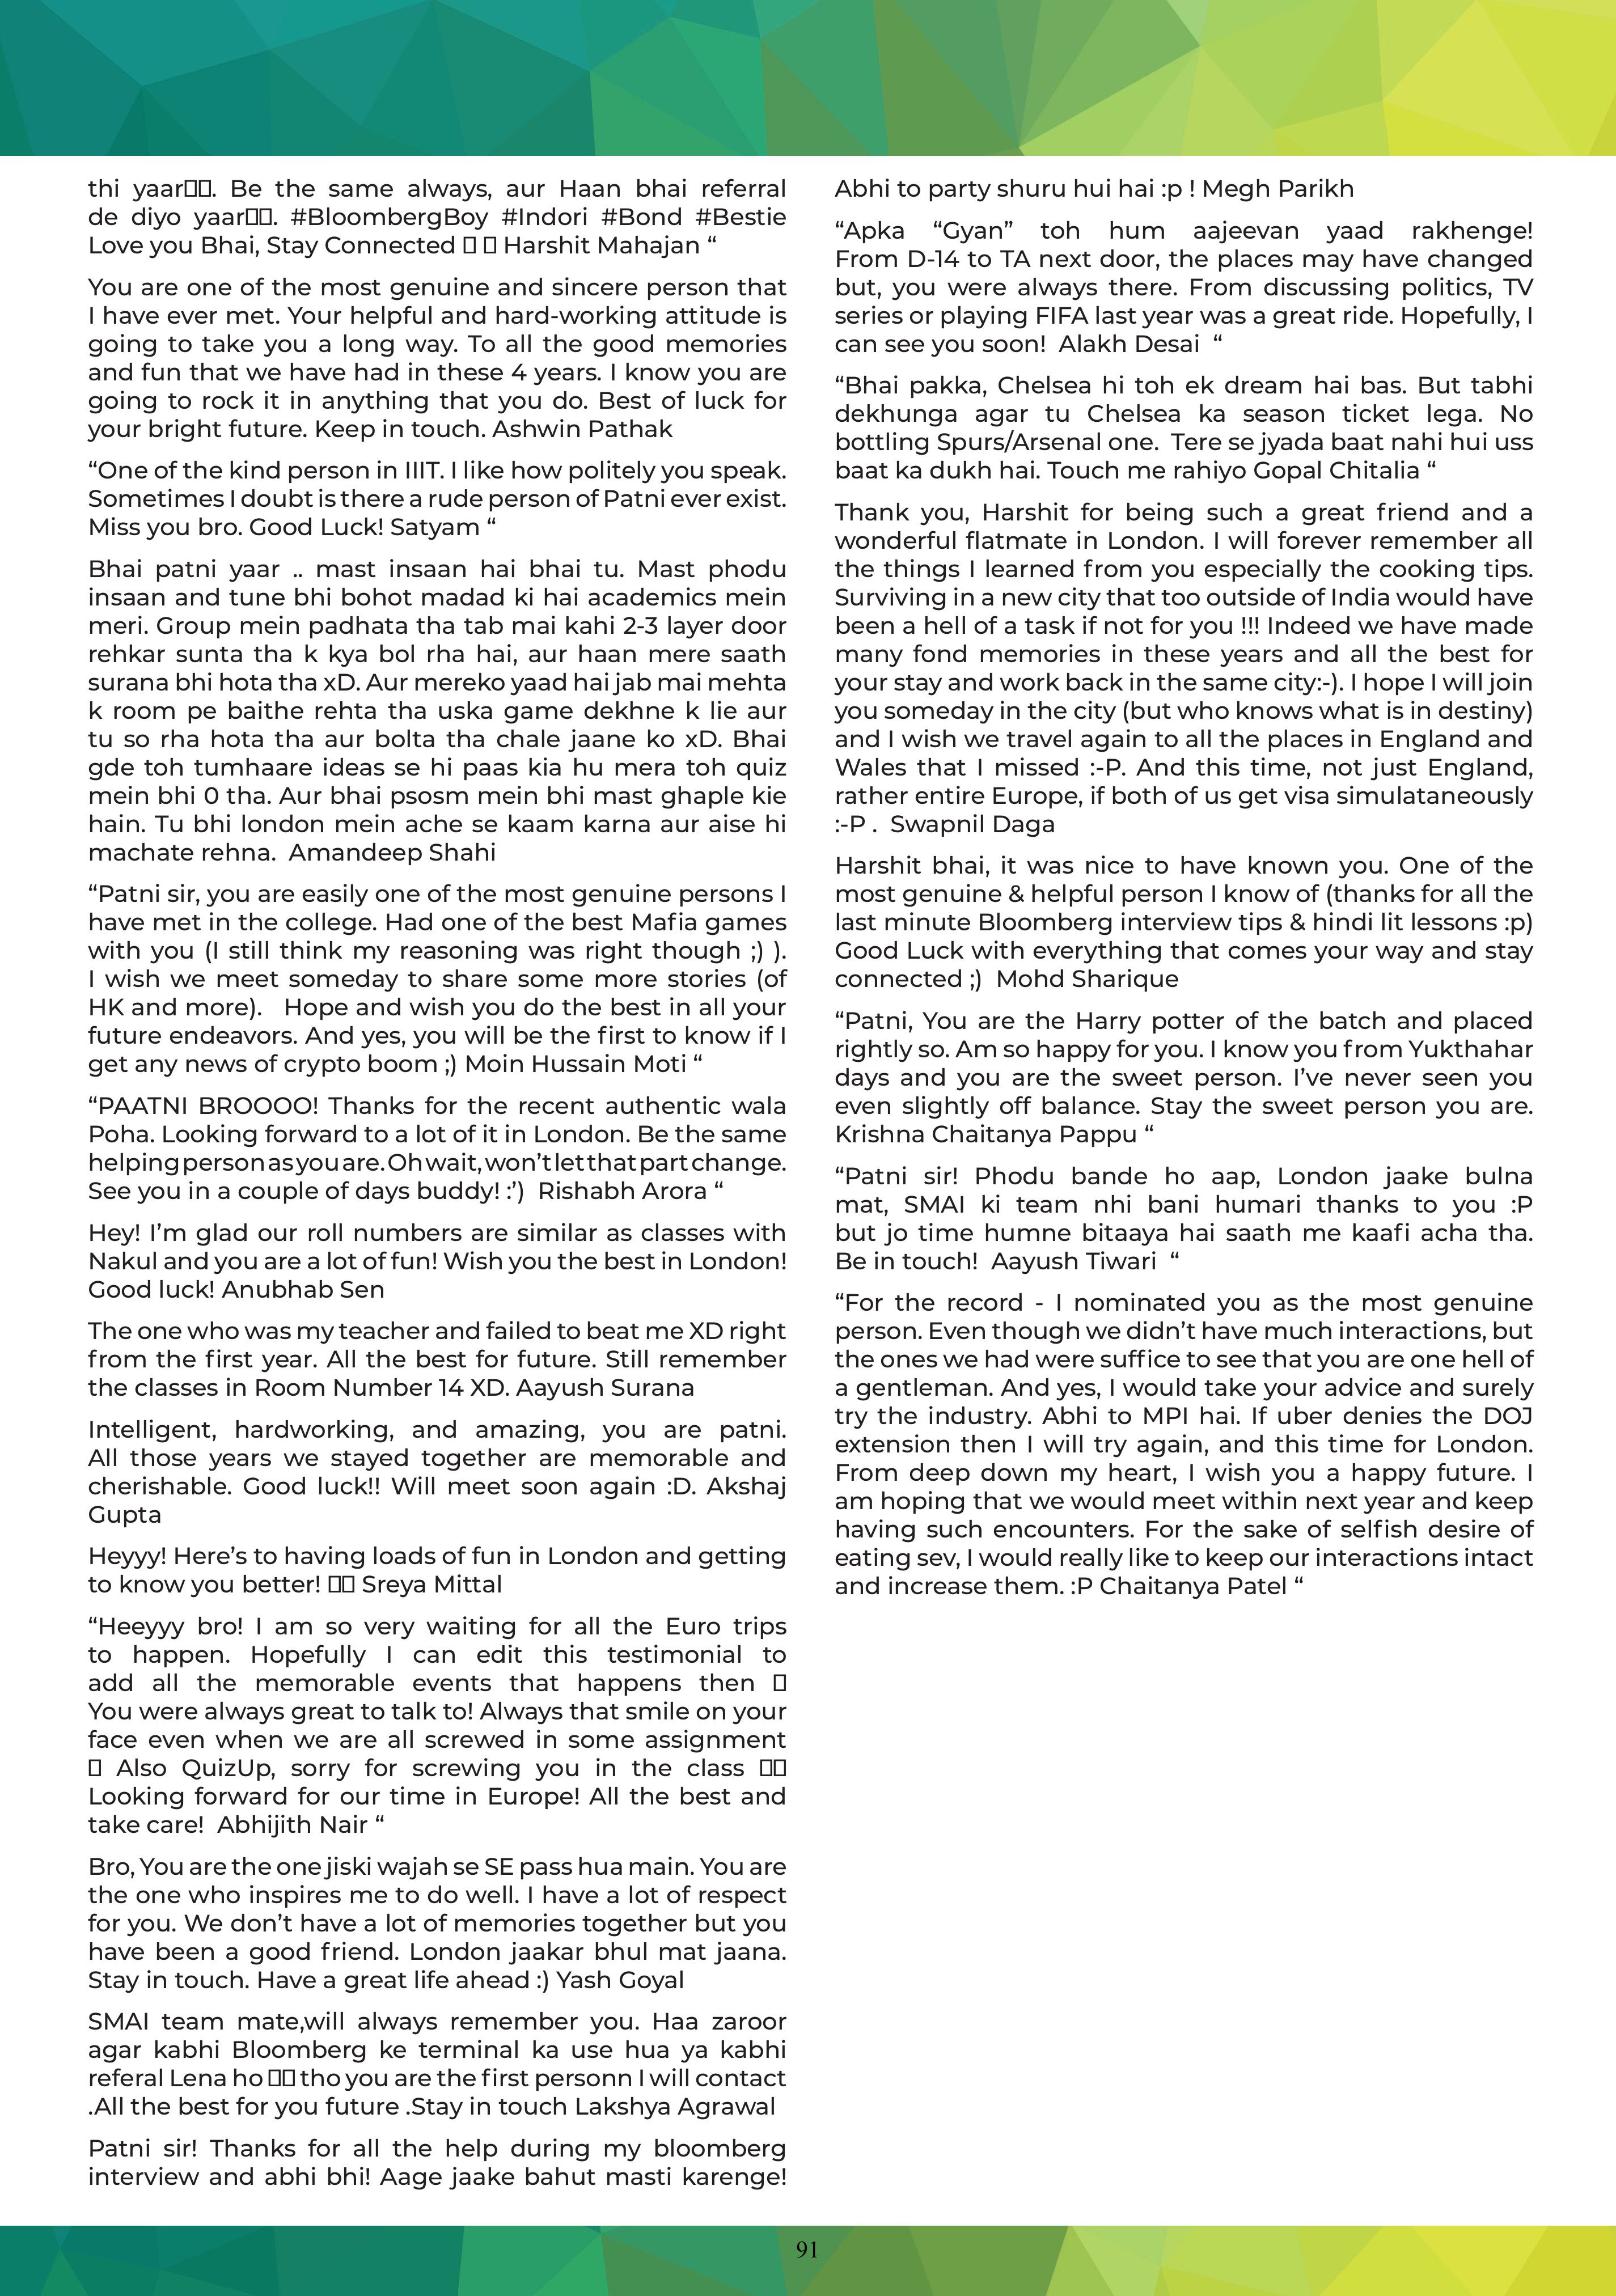 thi yaar▯▯. Be the same always, aur Haan bhai referral
de diyo yaar▯▯. #BloombergBoy #Indori #Bond #Bestie
Love you Bhai, Stay Connected ▯ ▯ Harshit Mahajan “
You are one of the most genuine and sincere person that
I have ever met. Your helpful and hard-working attitude is
going to take you a long way. To all the good memories
and fun that we have had in these 4 years. I know you are
going to rock it in anything that you do. Best of luck for
your bright future. Keep in touch. Ashwin Pathak
“One of the kind person in IIIT. I like how politely you speak.
Sometimes I doubt is there a rude person of Patni ever exist.
Miss you bro. Good Luck! Satyam “
Bhai patni yaar .. mast insaan hai bhai tu. Mast phodu
insaan and tune bhi bohot madad ki hai academics mein
meri. Group mein padhata tha tab mai kahi 2-3 layer door
rehkar sunta tha k kya bol rha hai, aur haan mere saath
surana bhi hota tha xD. Aur mereko yaad hai jab mai mehta
k room pe baithe rehta tha uska game dekhne k lie aur
tu so rha hota tha aur bolta tha chale jaane ko xD. Bhai
gde toh tumhaare ideas se hi paas kia hu mera toh quiz
mein bhi 0 tha. Aur bhai psosm mein bhi mast ghaple kie
hain. Tu bhi london mein ache se kaam karna aur aise hi
machate rehna.  Amandeep Shahi
“Patni sir, you are easily one of the most genuine persons I
have met in the college. Had one of the best Mafia games
with you (I still think my reasoning was right though ;) ).
I wish we meet someday to share some more stories (of
HK and more).   Hope and wish you do the best in all your
future endeavors. And yes, you will be the first to know if I
get any news of crypto boom ;) Moin Hussain Moti “
“PAATNI BROOOO! Thanks for the recent authentic wala
Poha. Looking forward to a lot of it in London. Be the same
helping person as you are. Oh wait, won’t let that part change.
See you in a couple of days buddy! :’)  Rishabh Arora “
Hey! I’m glad our roll numbers are similar as classes with
Nakul and you are a lot of fun! Wish you the best in London!
Good luck! Anubhab Sen
The one who was my teacher and failed to beat me XD right
from the first year. All the best for future. Still remember
the classes in Room Number 14 XD. Aayush Surana
Intelligent, hardworking, and amazing, you are patni.
All those years we stayed together are memorable and
cherishable. Good luck!! Will meet soon again :D. Akshaj
Gupta
Heyyy! Here’s to having loads of fun in London and getting
to know you better! ▯▯ Sreya Mittal
“Heeyyy bro! I am so very waiting for all the Euro trips
to happen. Hopefully I can edit this testimonial to
add all the memorable events that happens then ▯
You were always great to talk to! Always that smile on your
face even when we are all screwed in some assignment
▯ Also QuizUp, sorry for screwing you in the class ▯▯
Looking forward for our time in Europe! All the best and
take care!  Abhijith Nair “
Bro, You are the one jiski wajah se SE pass hua main. You are
the one who inspires me to do well. I have a lot of respect
for you. We don’t have a lot of memories together but you
have been a good friend. London jaakar bhul mat jaana.
Stay in touch. Have a great life ahead :) Yash Goyal
SMAI team mate,will always remember you. Haa zaroor
agar kabhi Bloomberg ke terminal ka use hua ya kabhi
referal Lena ho ▯▯ tho you are the first personn I will contact
.All the best for you future .Stay in touch Lakshya Agrawal
Patni sir! Thanks for all the help during my bloomberg
interview and abhi bhi! Aage jaake bahut masti karenge!
Abhi to party shuru hui hai :p ! Megh Parikh
“Apka “Gyan” toh hum aajeevan yaad rakhenge!
From D-14 to TA next door, the places may have changed
but, you were always there. From discussing politics, TV
series or playing FIFA last year was a great ride. Hopefully, I
can see you soon!  Alakh Desai  “
“Bhai pakka, Chelsea hi toh ek dream hai bas. But tabhi
dekhunga agar tu Chelsea ka season ticket lega. No
bottling Spurs/Arsenal one.  Tere se jyada baat nahi hui uss
baat ka dukh hai. Touch me rahiyo Gopal Chitalia “
Thank you, Harshit for being such a great friend and a
wonderful flatmate in London. I will forever remember all
the things I learned from you especially the cooking tips.
Surviving in a new city that too outside of India would have
been a hell of a task if not for you !!! Indeed we have made
many fond memories in these years and all the best for
your stay and work back in the same city:-). I hope I will join
you someday in the city (but who knows what is in destiny)
and I wish we travel again to all the places in England and
Wales that I missed :-P. And this time, not just England,
rather entire Europe, if both of us get visa simulataneously
:-P .  Swapnil Daga
Harshit bhai, it was nice to have known you. One of the
most genuine & helpful person I know of (thanks for all the
last minute Bloomberg interview tips & hindi lit lessons :p)
Good Luck with everything that comes your way and stay
connected ;)  Mohd Sharique
“Patni, You are the Harry potter of the batch and placed
rightly so. Am so happy for you. I know you from Yukthahar
days and you are the sweet person. I’ve never seen you
even slightly off balance. Stay the sweet person you are.
Krishna Chaitanya Pappu “
“Patni sir! Phodu bande ho aap, London jaake bulna
mat, SMAI ki team nhi bani humari thanks to you :P
but jo time humne bitaaya hai saath me kaafi acha tha.
Be in touch!  Aayush Tiwari  “
“For the record - I nominated you as the most genuine
person. Even though we didn’t have much interactions, but
the ones we had were suffice to see that you are one hell of
a gentleman. And yes, I would take your advice and surely
try the industry. Abhi to MPI hai. If uber denies the DOJ
extension then I will try again, and this time for London.
From deep down my heart, I wish you a happy future. I
am hoping that we would meet within next year and keep
having such encounters. For the sake of selfish desire of
eating sev, I would really like to keep our interactions intact
and increase them. :P Chaitanya Patel “
91